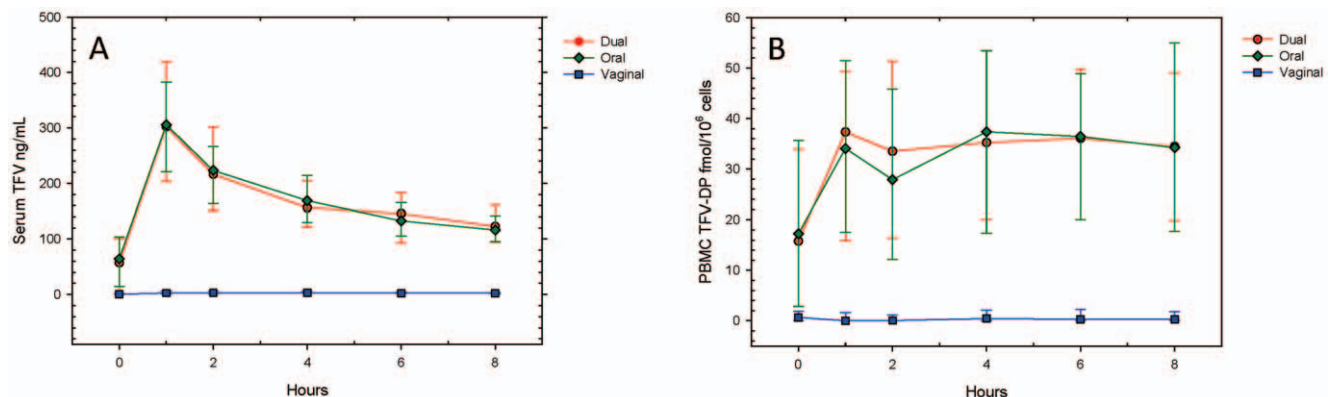 A
Serum TFV ng/mL
500
400
300
200
100
0
0 2 4 6 8
Hours
Dual
Oral
Vaginal
B
PBMC TFV-DP fmol/10⁶ cells
60
50
40
30
20
10
0
0 2 4 6 8
Hours
Dual
Oral
Vaginal